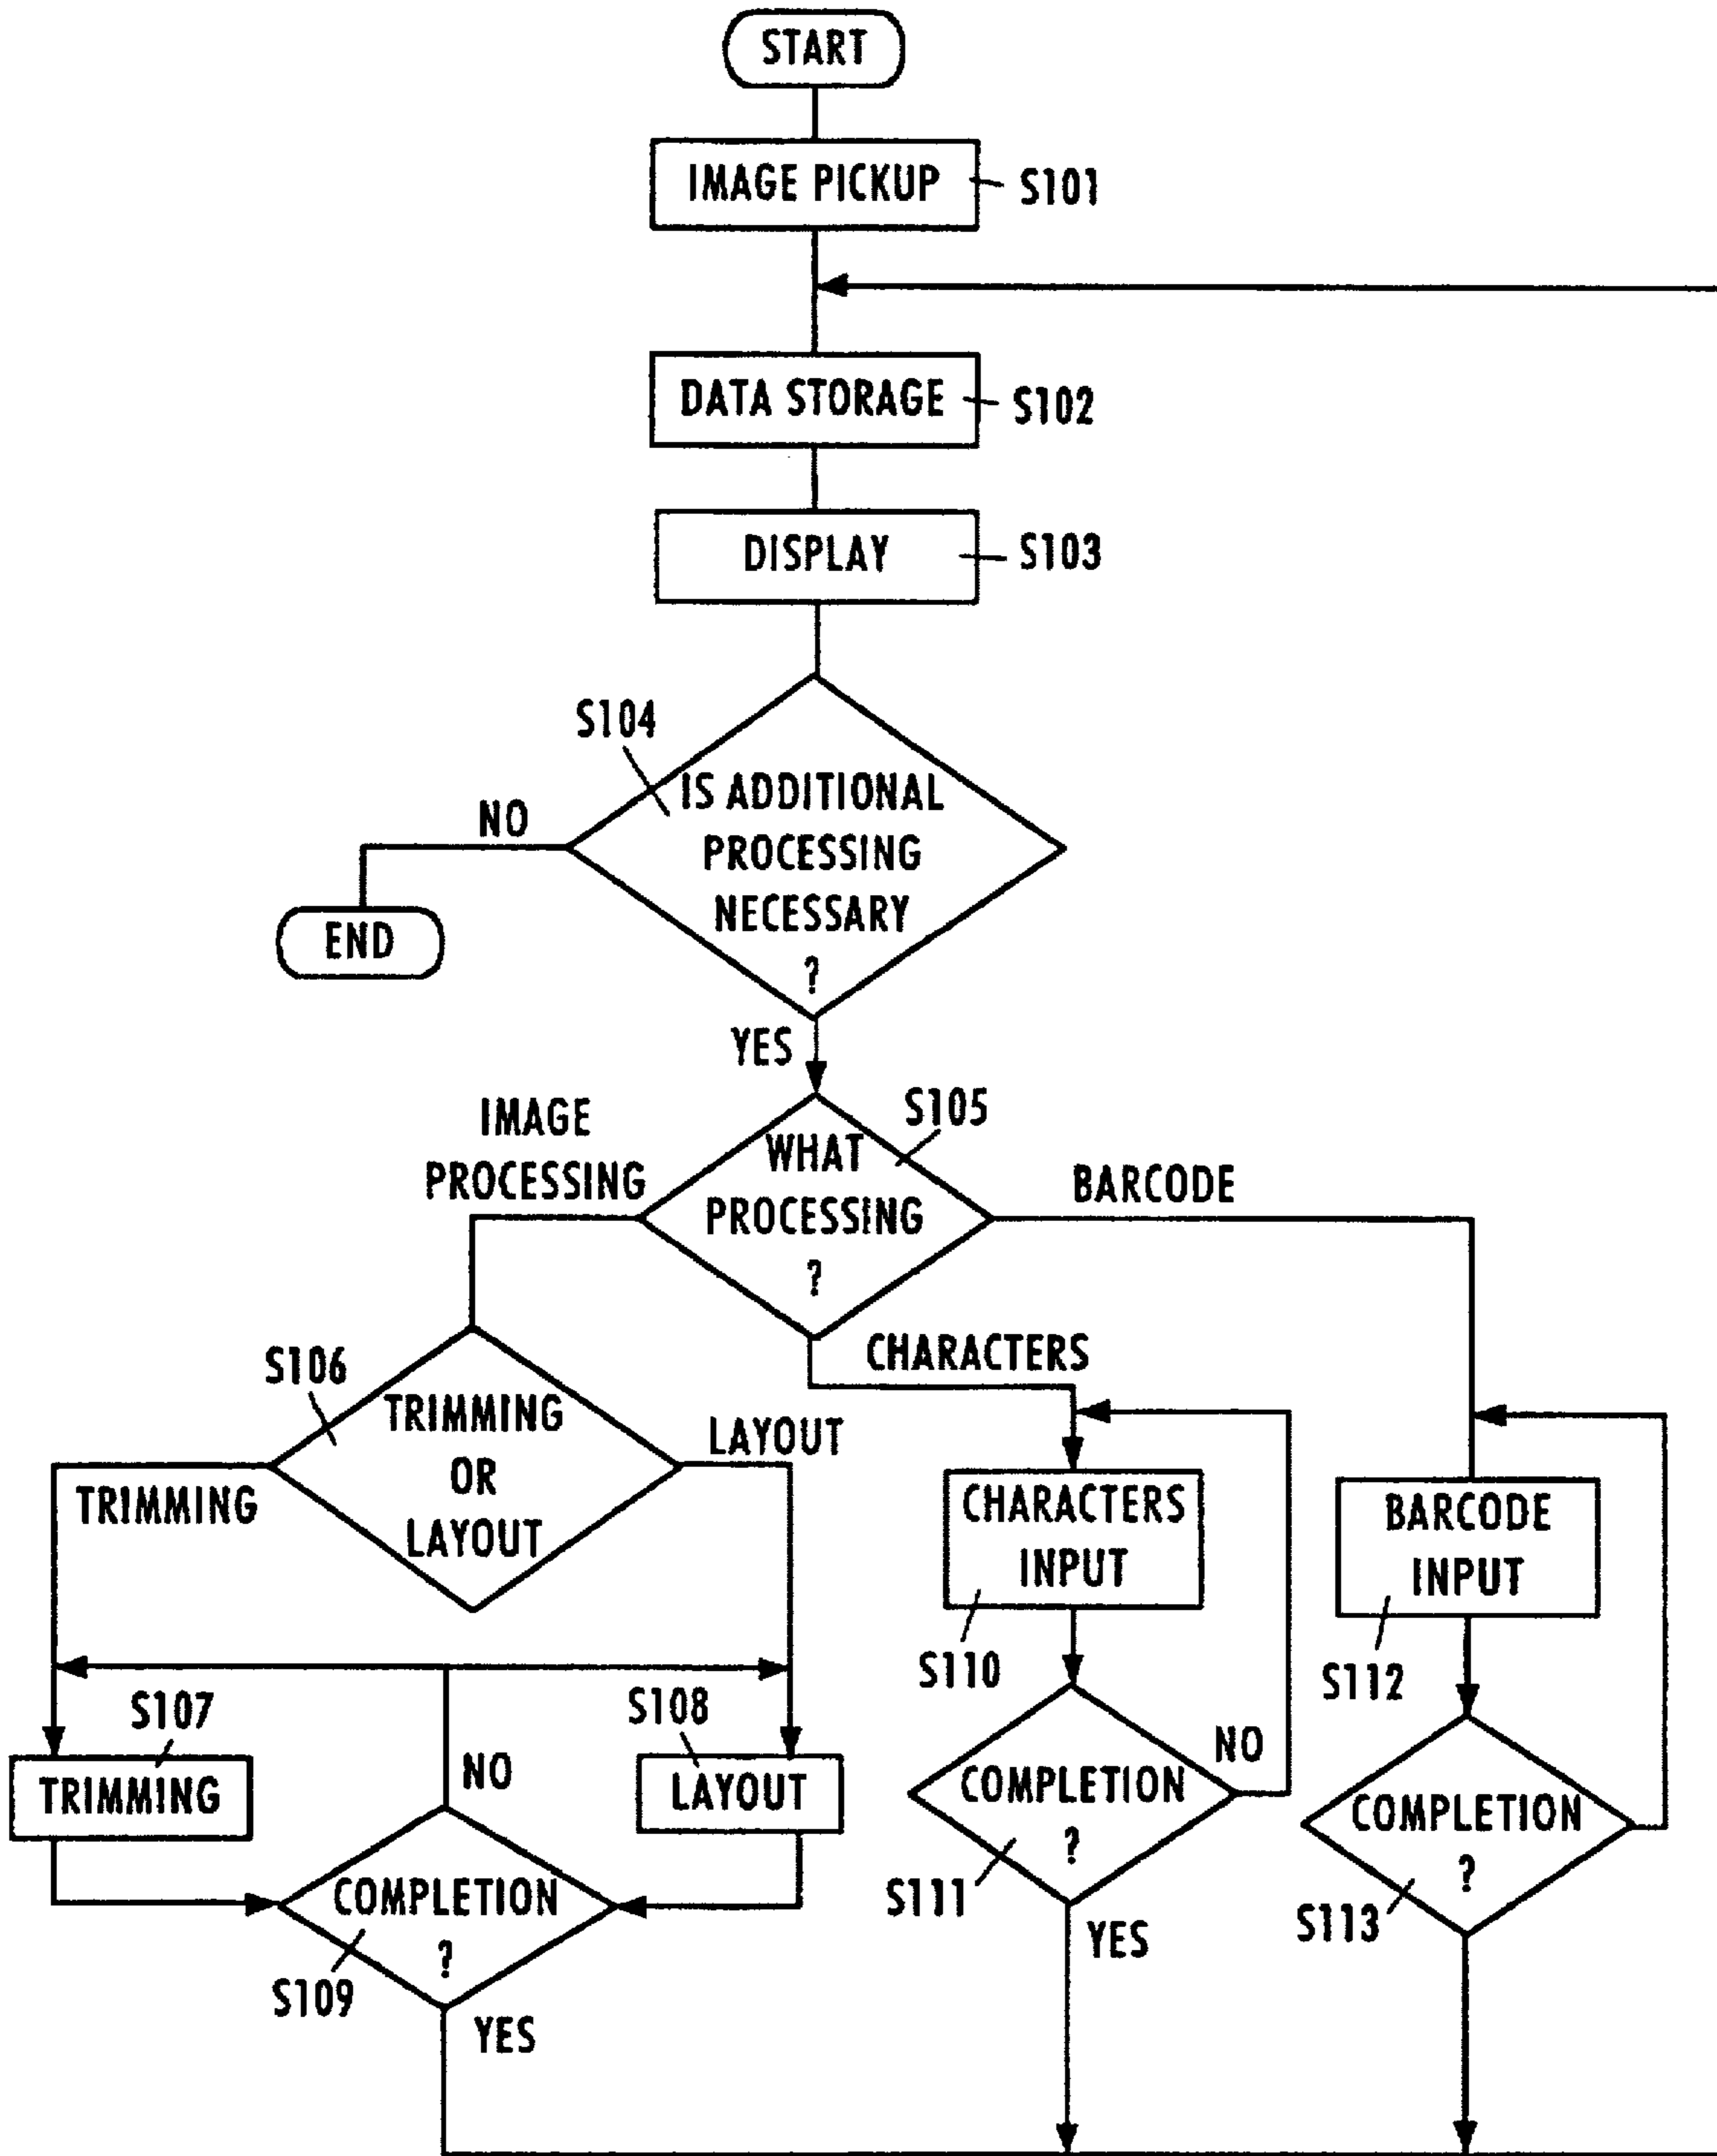 START
IMAGE PICKUP
S101
DATA STORAGE
S102
DISPLAY
S103
S104
IS ADDITIONAL
PROCESSING
NECESSARY
?
NO
END
YES
S105
WHAT
PROCESSING
?
IMAGE
PROCESSING
BARCODE
CHARACTERS
S106
TRIMMING
OR
LAYOUT
TRIMMING
LAYOUT
CHARACTERS
INPUT
S110
BARCODE
INPUT
S112
S107
TRIMMING
S108
LAYOUT
NO
COMPLETION
?
S109
YES
COMPLETION
?
NO
S111
YES
COMPLETION
?
S113